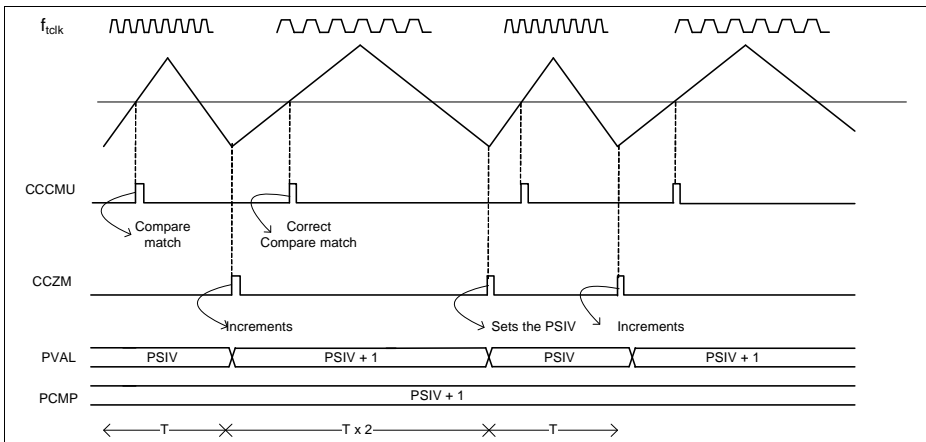 f_tclk
CCCMU
Compare
match
Correct
Compare match
CCZM
Increments
Sets the PSIV
Increments
PVAL
PSIV
PSIV + 1
PSIV
PSIV + 1
PCMP
PSIV + 1
T
T x 2
T